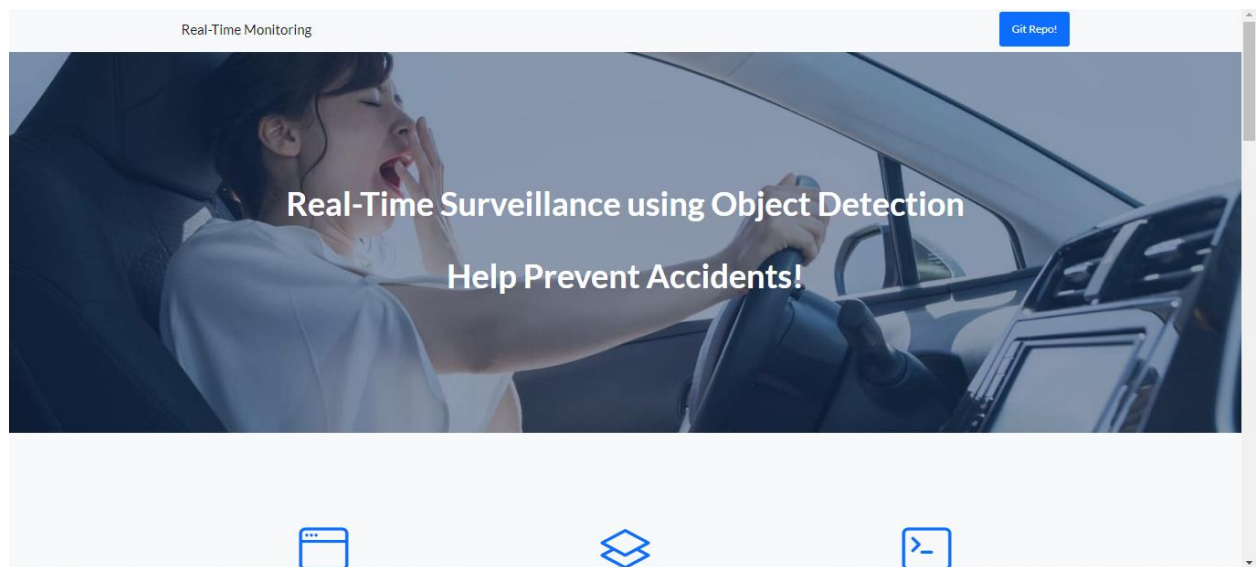 Real-Time Monitoring
Git Repo!
Real-Time Surveillance using Object Detection
Help Prevent Accidents!